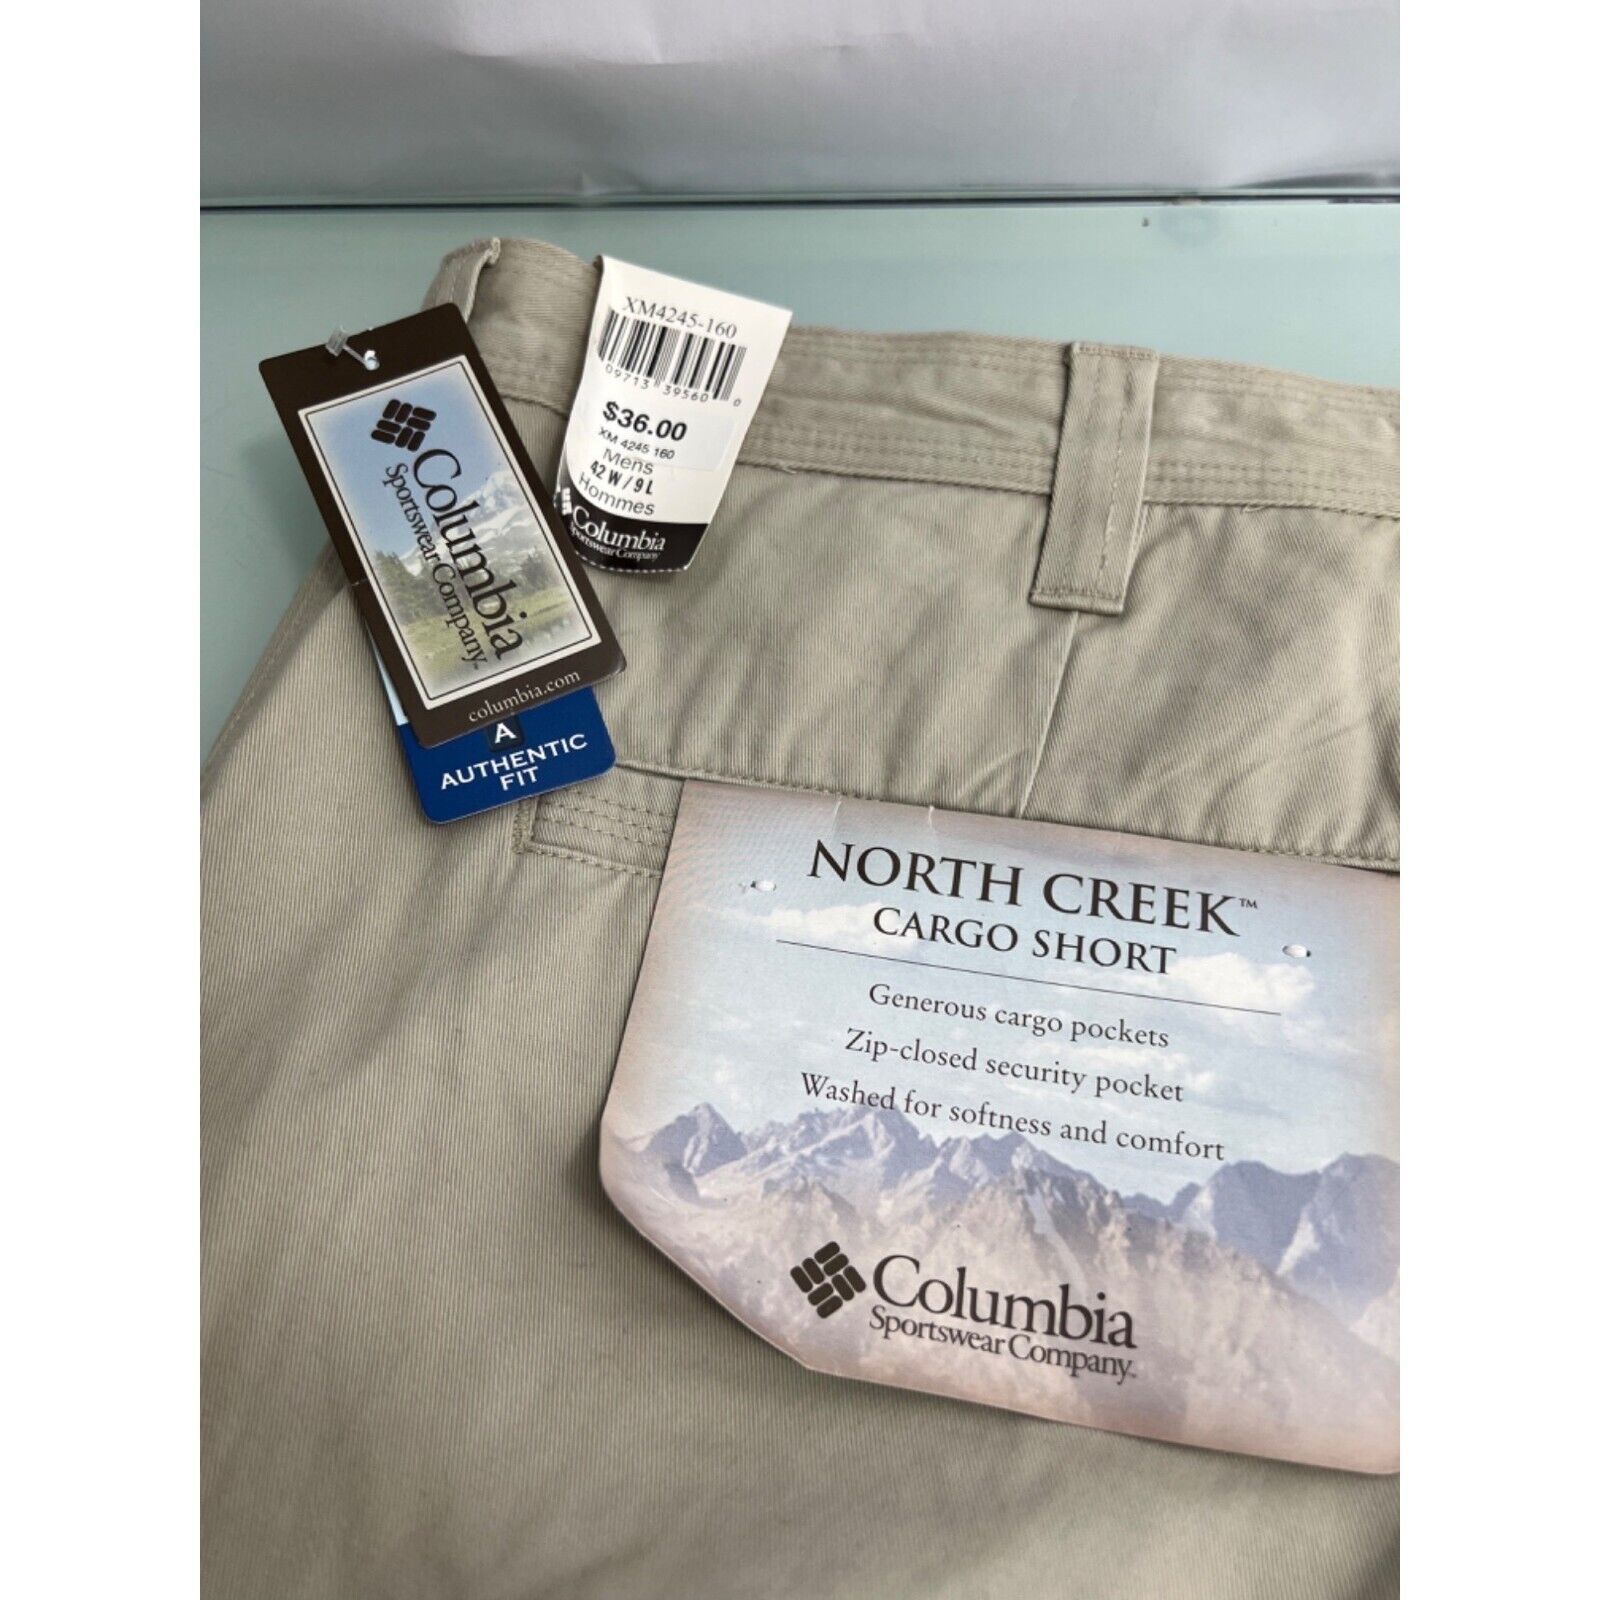 XM4245-160
09713 39560 0
$36.00
XM 4245 160
Mens
42 W / 9 L
Hommes
Columbia
Sportswear Company
Columbia
Sportswear Company™
columbia.com
A
AUTHENTIC
FIT
NORTH CREEK™
CARGO SHORT
Generous cargo pockets
Zip-closed security pocket
Washed for softness and comfort
Columbia
Sportswear Company™